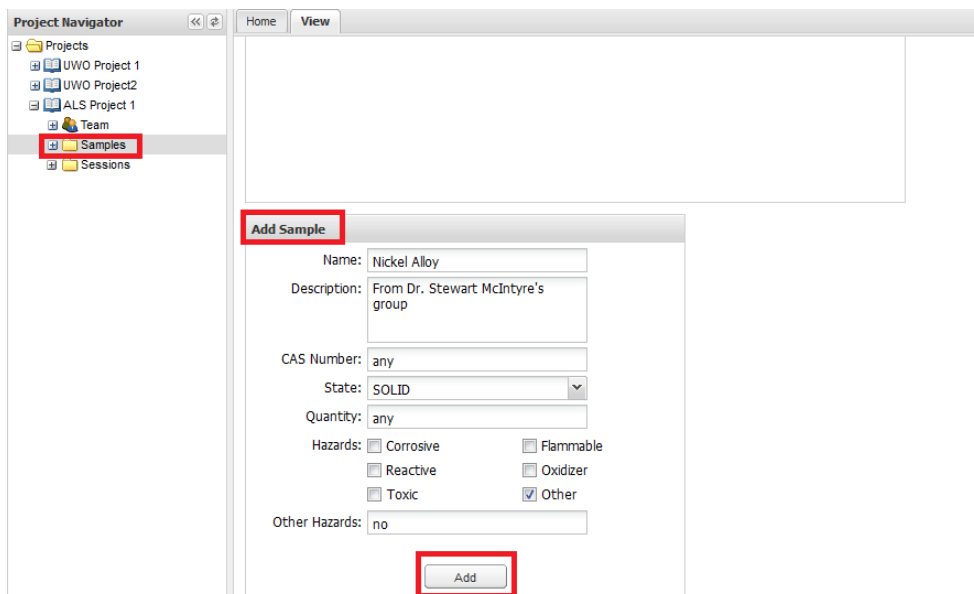 Project Navigator
Home
View
Projects
UWO Project 1
UWO Project2
ALS Project 1
Team
Samples
Sessions
Add Sample
Name: Nickel Alloy
Description: From Dr. Stewart McIntyre's
group
CAS Number: any
State: SOLID
Quantity: any
Hazards: Corrosive Flammable
Reactive Oxidizer
Toxic Other
Other Hazards: no
Add